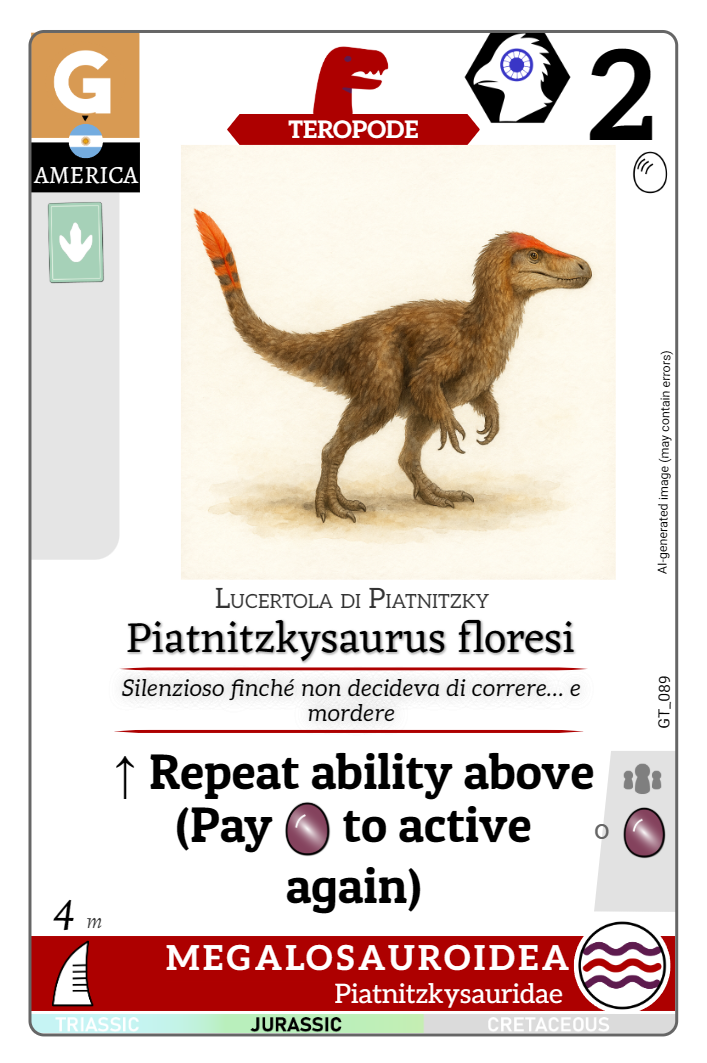 G
AMERICA
TEROPODE
2
AI-generated image (may contain errors)
LUCERTOLA DI PIATNITZKY
Piatnitzkysaurus floresi
Silenzioso finché non decideva di correre... e
mordere
GT_089
↑ Repeat ability above
(Pay to active
again)
o
4 m
MEGALOSAUROIDEA
Piatnitzkysauridae
TRIASSIC JURASSIC CRETACEOUS